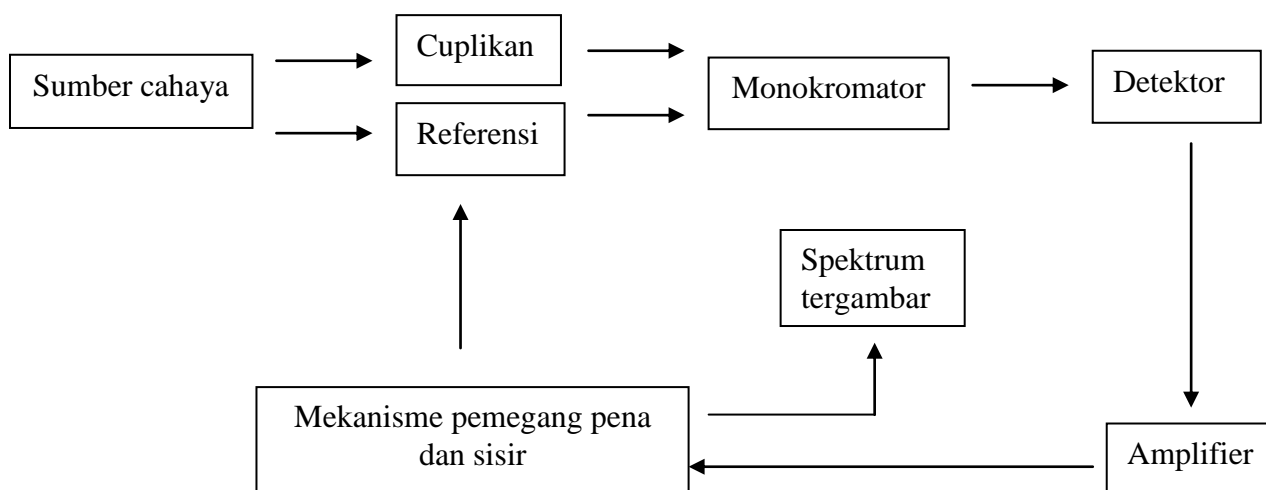 Sumber cahaya
Cuplikan
Referensi
Monokromator
Detektor
Spektrum
tergambar
Mekanisme pemegang pena
dan sisir
Amplifier